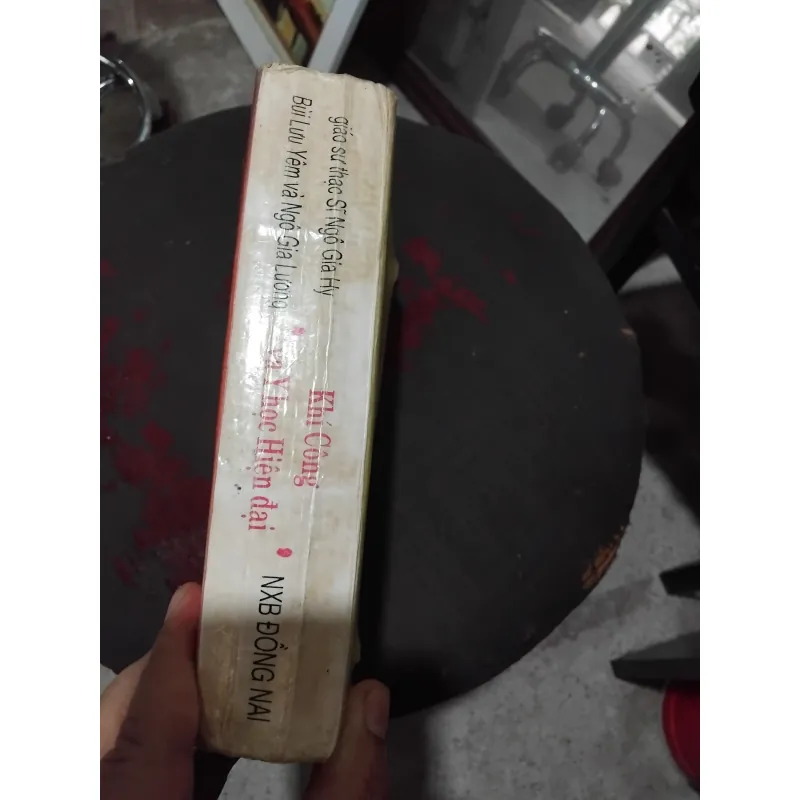 giáo sư thạc Sĩ Ngô Gia Hy
Bùi Lưu Yêm và Ngô Gia Lương
Khí Công
và Y học Hiện đại
NXB ĐỒNG NAI